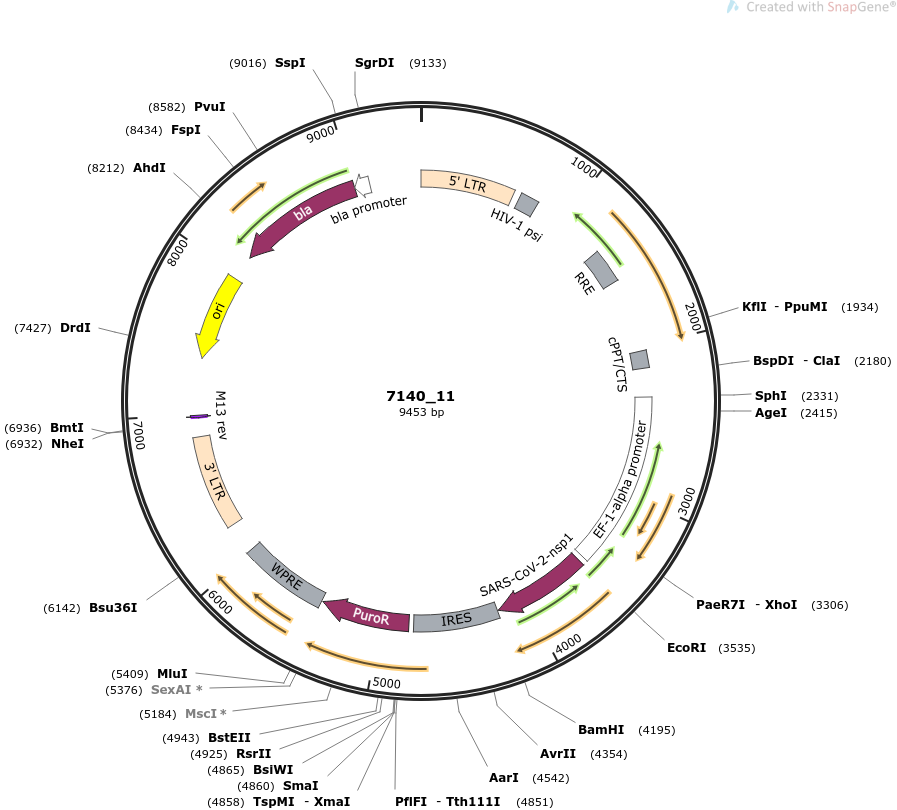 Created with SnapGene®
(9016) SspI
SgrDI (9133)
(8582) PvuI
(8434) FspI
(8212) AhdI
9000
1000
5' LTR
HIV-1 psi
bla promoter
bla
RRE
8000
ori
2000
KflI - PpuMI (1934)
(7427) DrdI
cPPT/CTS
BspDI - ClaI (2180)
SphI (2331)
AgeI (2415)
7140_11
9453 bp
M13 rev
(6936) BmtI
(6932) NheI
7000
3' LTR
EF-1-alpha promoter
3000
SARS-CoV-2-nsp1
WPRE
PuroR
IRES
(6142) Bsu36I
6000
PaeR7I - XhoI (3306)
EcoRI (3535)
4000
5000
(5409) MluI
(5376) SexAI *
(5184) MscI *
BamHI (4195)
(4943) BstEII
AvrII (4354)
(4925) RsrII
(4865) BsiWI
AarI (4542)
(4860) SmaI
(4858) TspMI - XmaI
PflFI - Tth111I (4851)